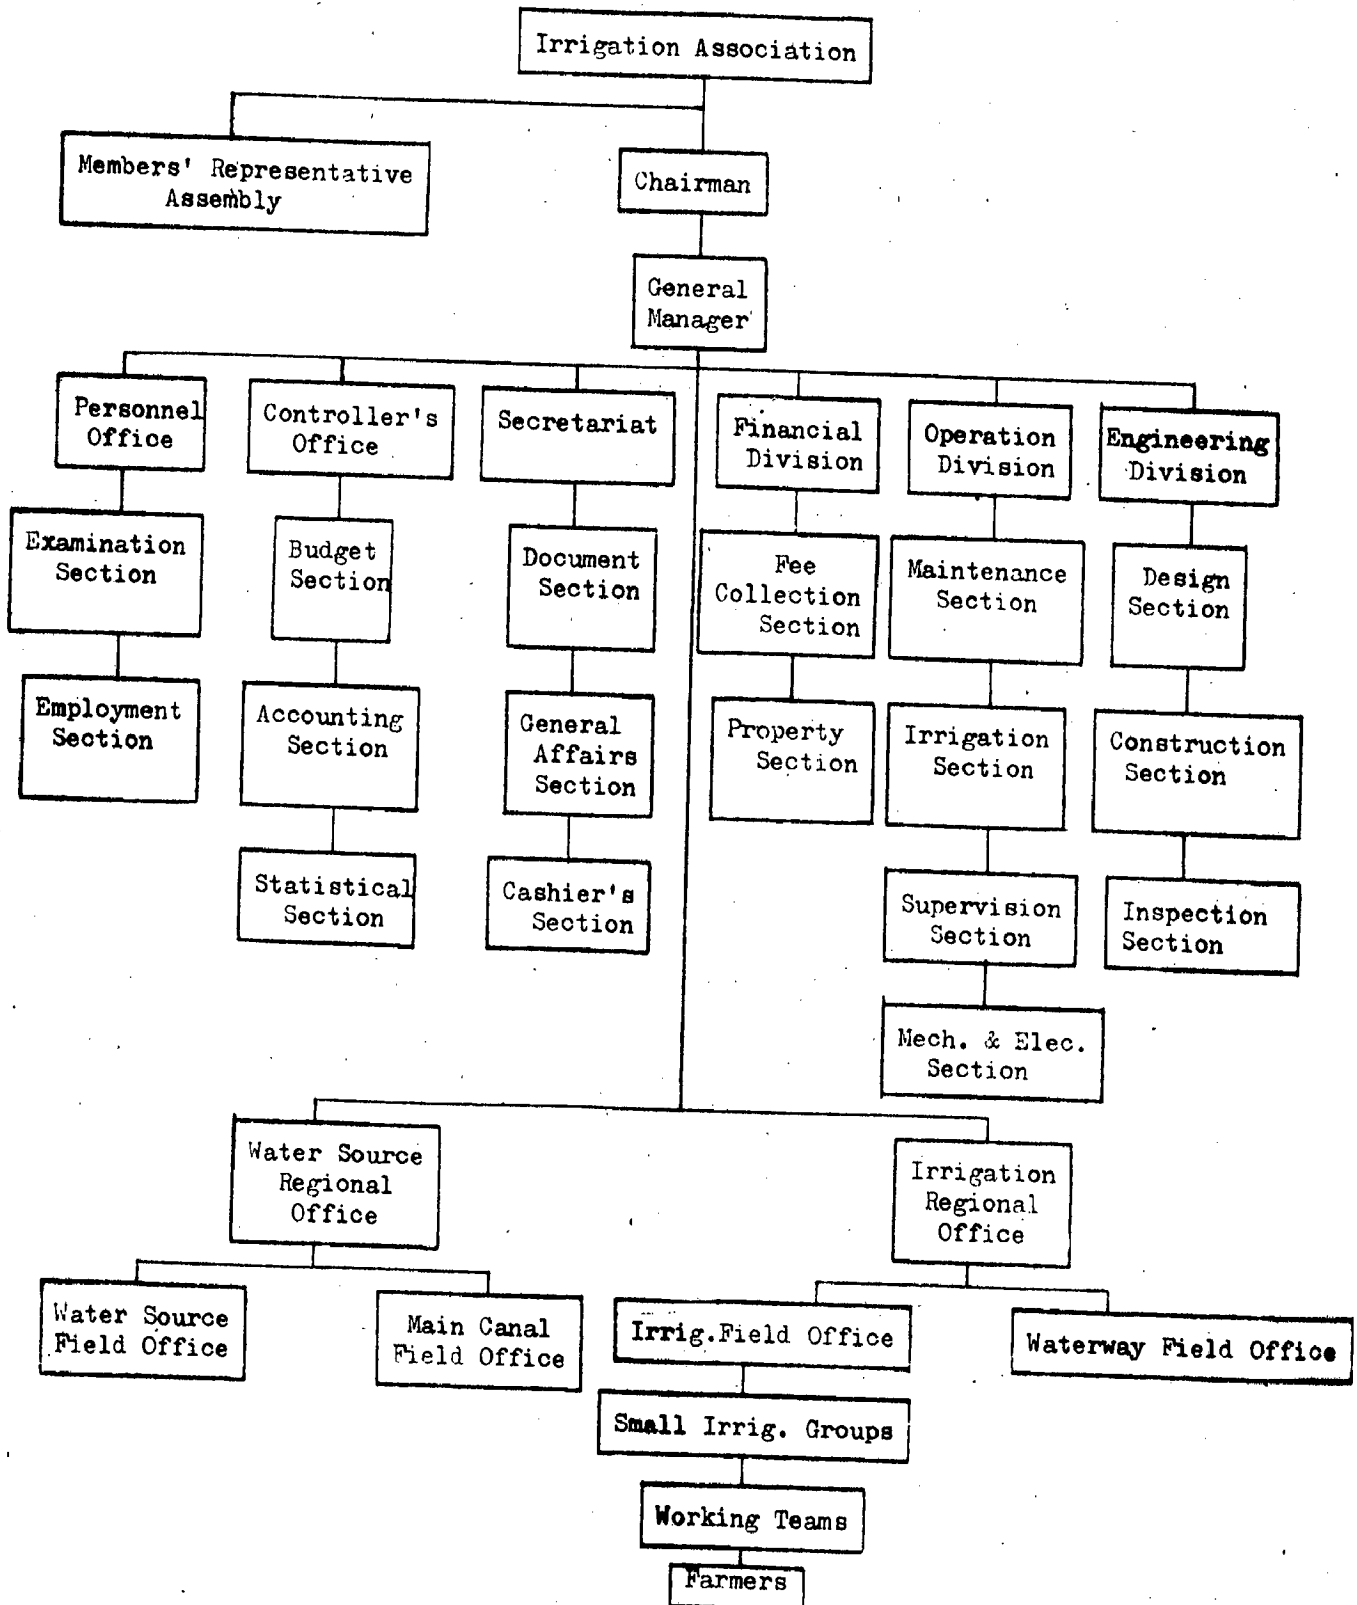 Irrigation Association
Members' Representative
Assembly
Chairman
General
Manager
Personnel
Office
Controller's
Office
Secretariat
Financial
Division
Operation
Division
Engineering
Division
Examination
Section
Budget
Section
Document
Section
Fee
Collection
Section
Maintenance
Section
Design
Section
Employment
Section
Accounting
Section
General
Affairs
Section
Property
Section
Irrigation
Section
Construction
Section
Statistical
Section
Cashier's
Section
Supervision
Section
Inspection
Section
Mech. & Elec.
Section
Water Source
Regional
Office
Irrigation
Regional
Office
Water Source
Field Office
Main Canal
Field Office
Irrig.Field Office
Waterway Field Office
Small Irrig. Groups
Working Teams
Farmers